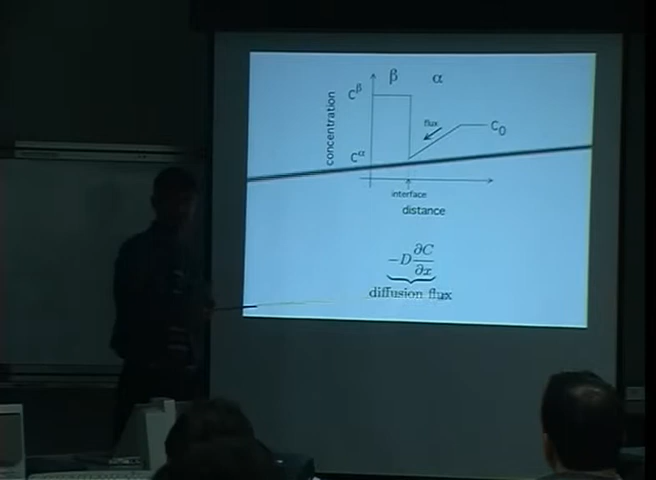 β α
C^β
concentration
flux
C_0
C^α
interface
distance
−D ∂C/∂x
diffusion flux